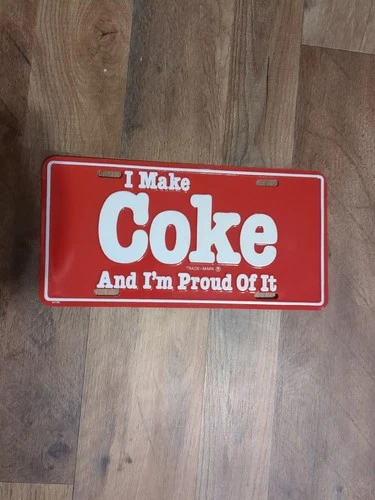 I Make
Coke
TRADE-MARK ®
And I'm Proud Of It